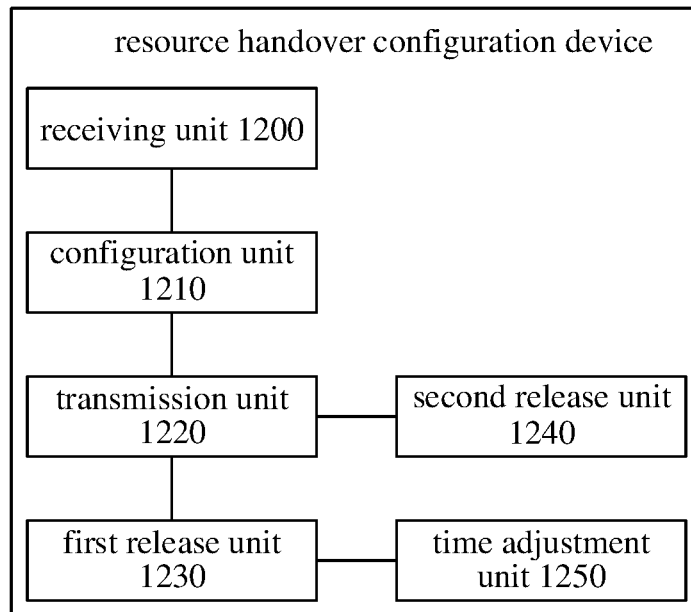 resource handover configuration device
receiving unit 1200
configuration unit
1210
transmission unit
1220
second release unit
1240
first release unit
1230
time adjustment
unit 1250